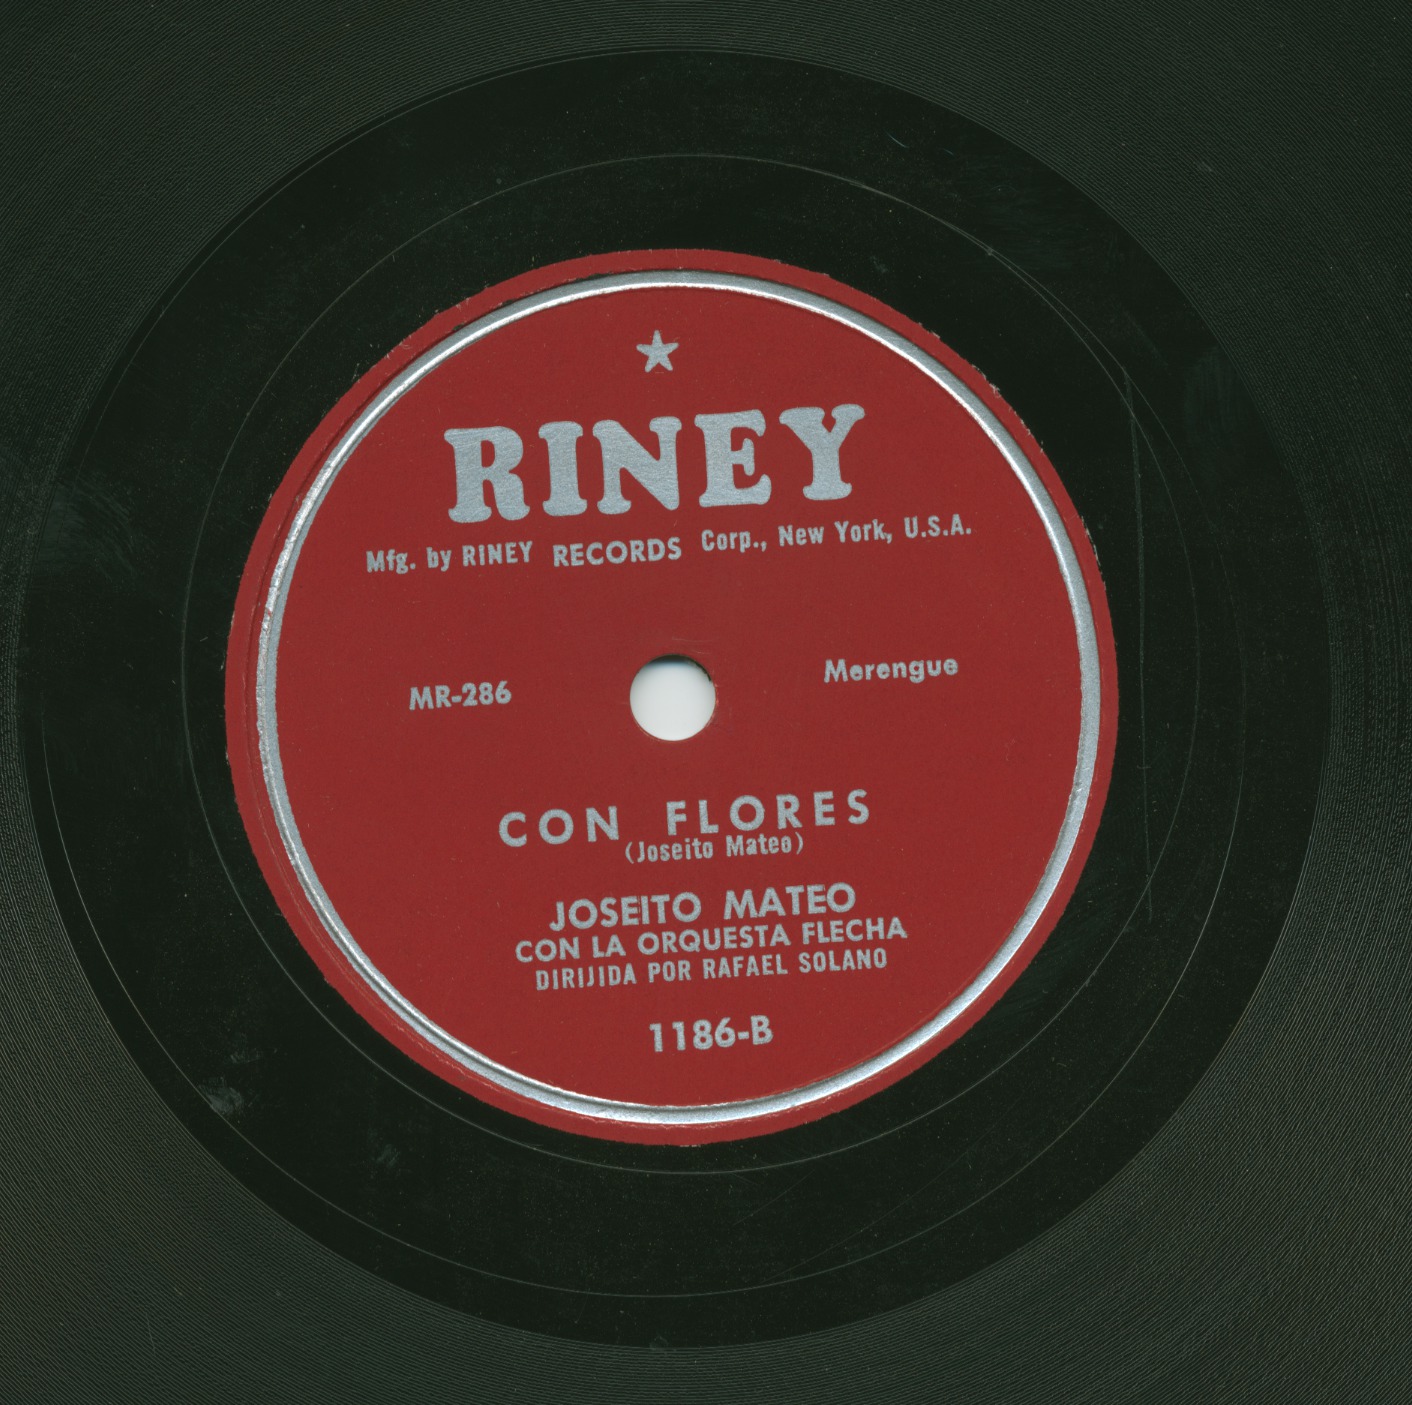 RINEY
Mfg. by RINEY RECORDS Corp., New York, U.S.A.
MR-286
Merengue
CON FLORES
(Joseito Mateo)
JOSEITO MATEO
CON LA ORQUESTA FLECHA
DIRIJIDA POR RAFAEL SOLANO
1186-B